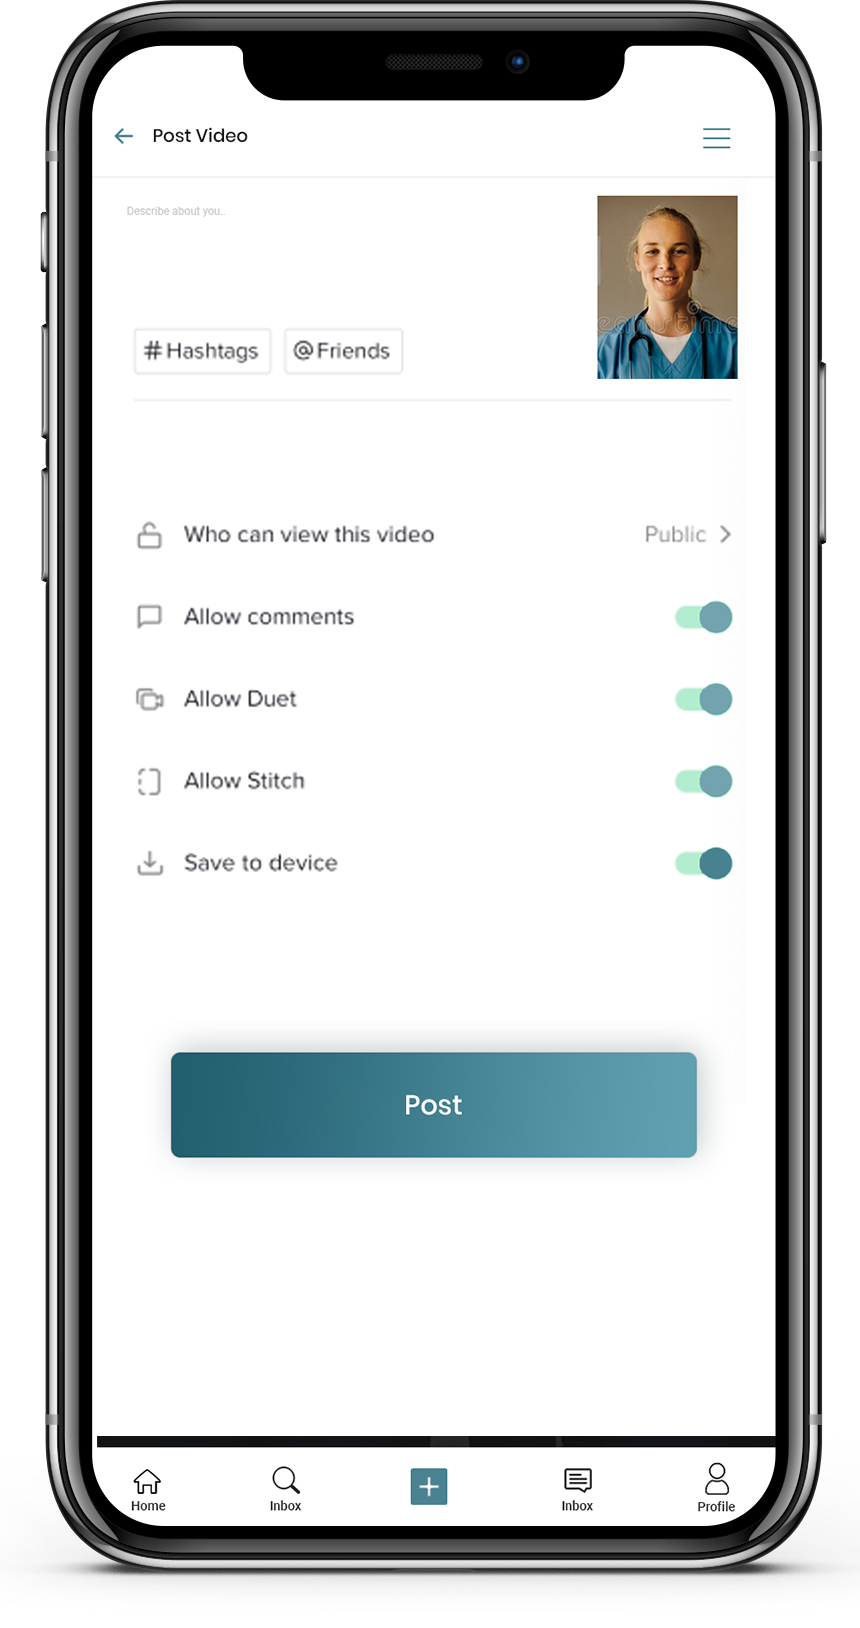 Post Video
Describe about you..
#Hashtags
@Friends
Who can view this video
Public
Allow comments
Allow Duet
Allow Stitch
Save to device
Post
Home
Inbox
Inbox
Profile